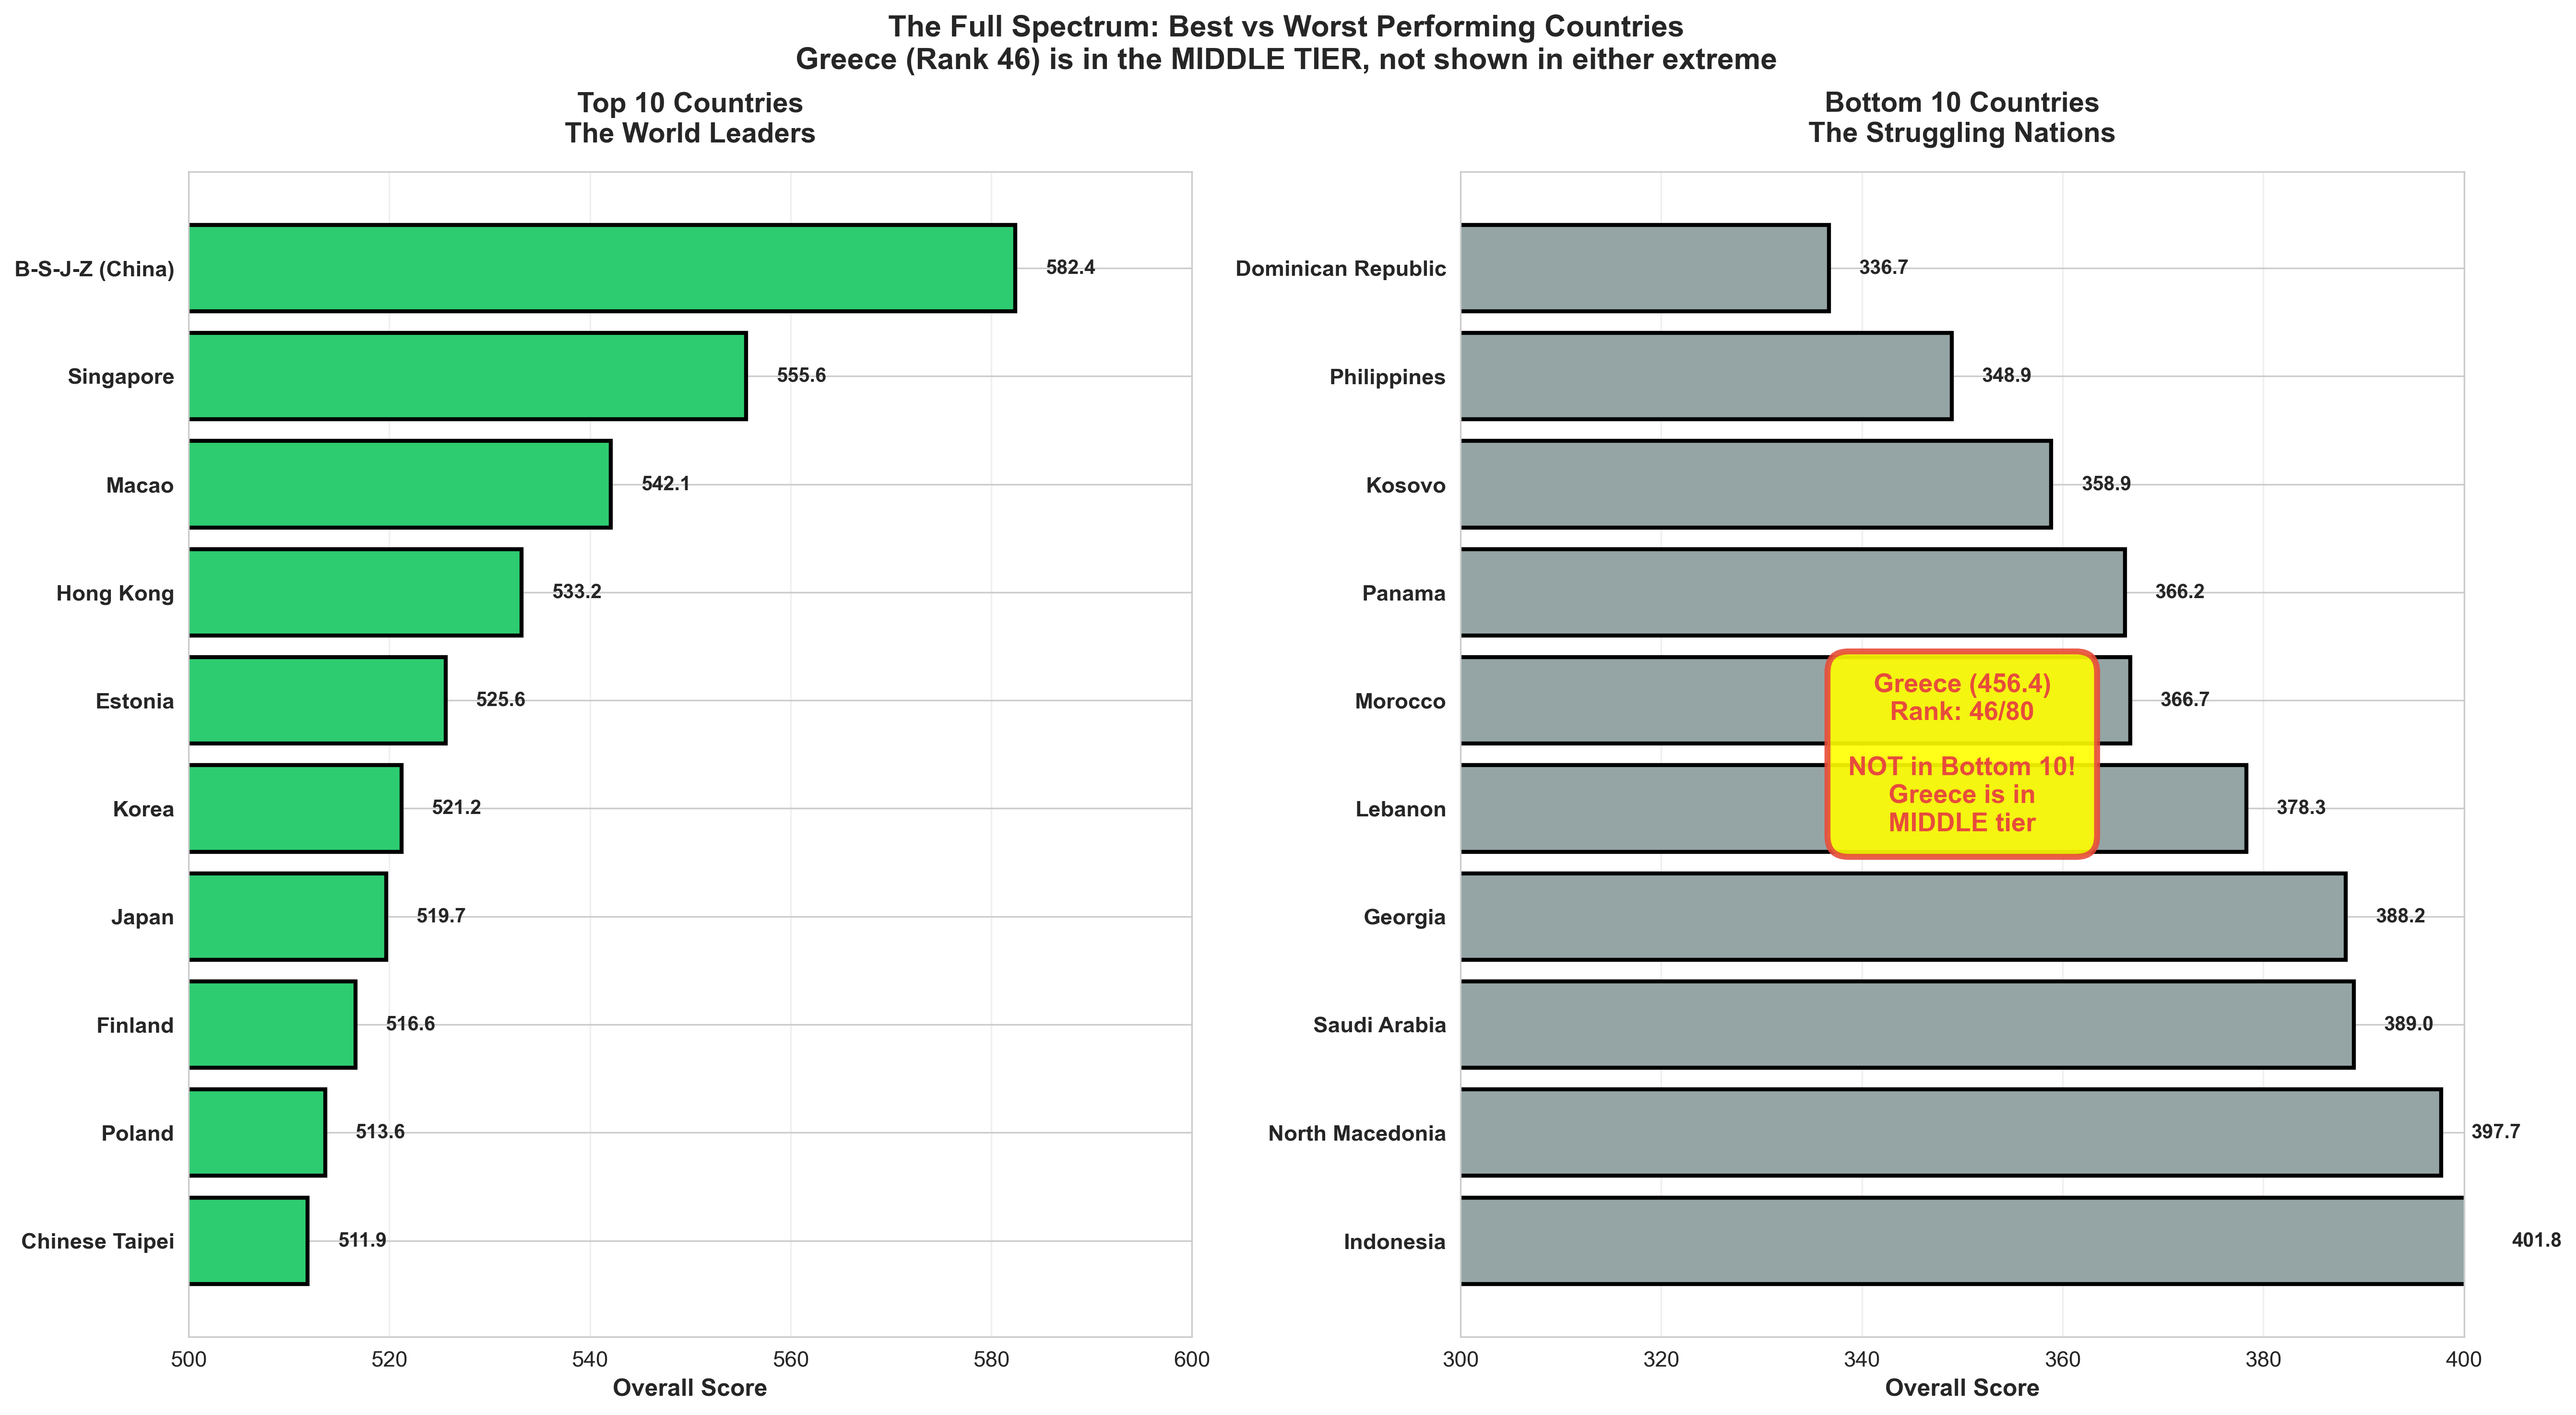 The Full Spectrum: Best vs Worst Performing Countries
Greece (Rank 46) is in the MIDDLE TIER, not shown in either extreme
Top 10 Countries
The World Leaders
B-S-J-Z (China) 582.4
Singapore 555.6
Macao 542.1
Hong Kong 533.2
Estonia 525.6
Korea 521.2
Japan 519.7
Finland 516.6
Poland 513.6
Chinese Taipei 511.9
500 520 540 560 580 600
Overall Score
Bottom 10 Countries
The Struggling Nations
Dominican Republic 336.7
Philippines 348.9
Kosovo 358.9
Panama 366.2
Morocco 366.7
Lebanon 378.3
Georgia 388.2
Saudi Arabia 389.0
North Macedonia 397.7
Indonesia 401.8
Greece (456.4)
Rank: 46/80
NOT in Bottom 10!
Greece is in
MIDDLE tier
300 320 340 360 380 400
Overall Score